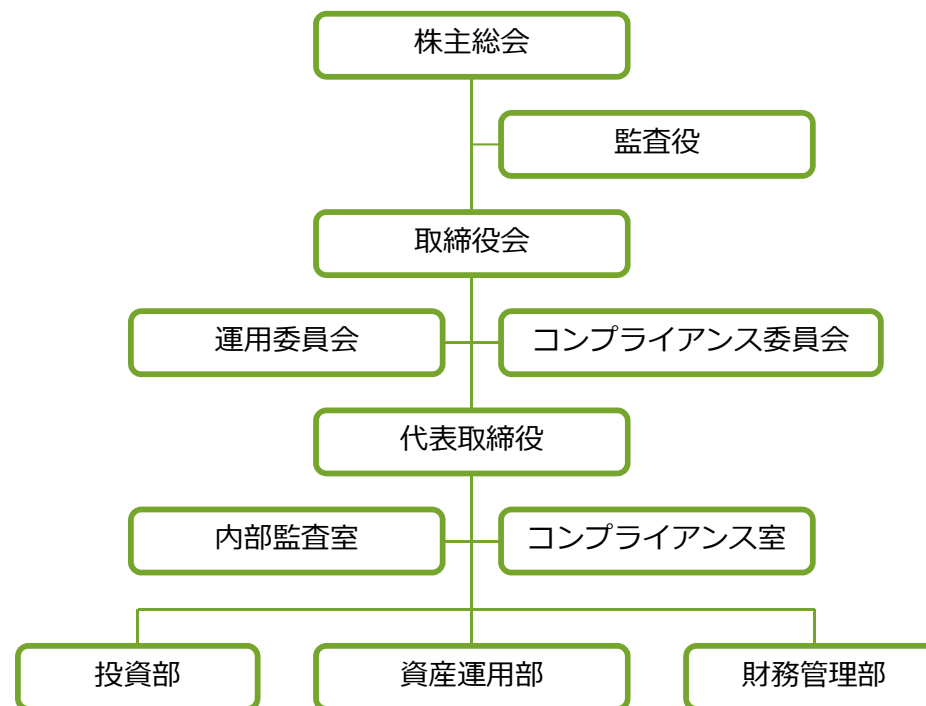 株主総会
監査役
取締役会
運用委員会
コンプライアンス委員会
代表取締役
内部監査室
コンプライアンス室
投資部
資産運用部
財務管理部